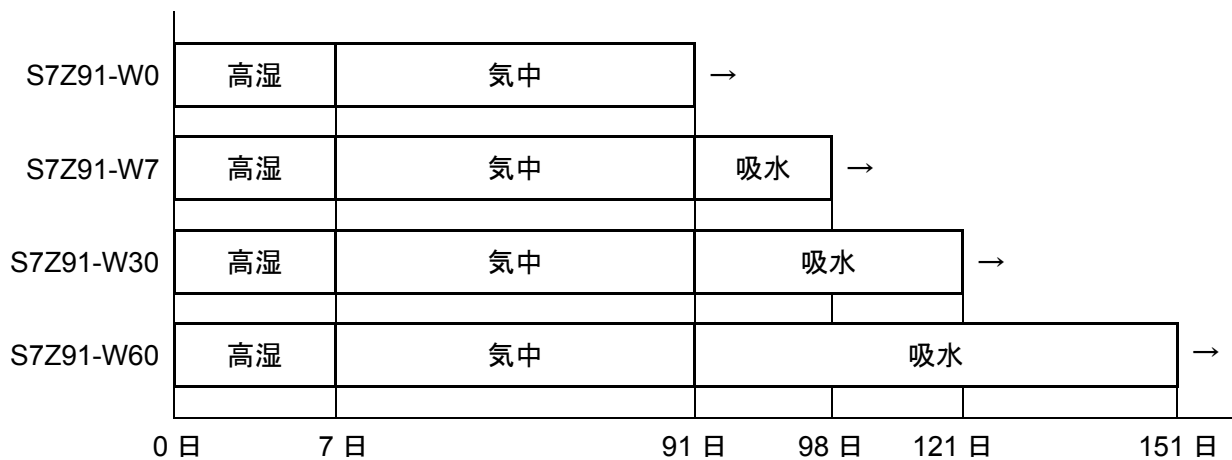 S7Z91-W0 高湿 気中 →
S7Z91-W7 高湿 気中 吸水 →
S7Z91-W30 高湿 気中 吸水 →
S7Z91-W60 高湿 気中 吸水 →
0 日 7 日 91 日 98 日 121 日 151 日